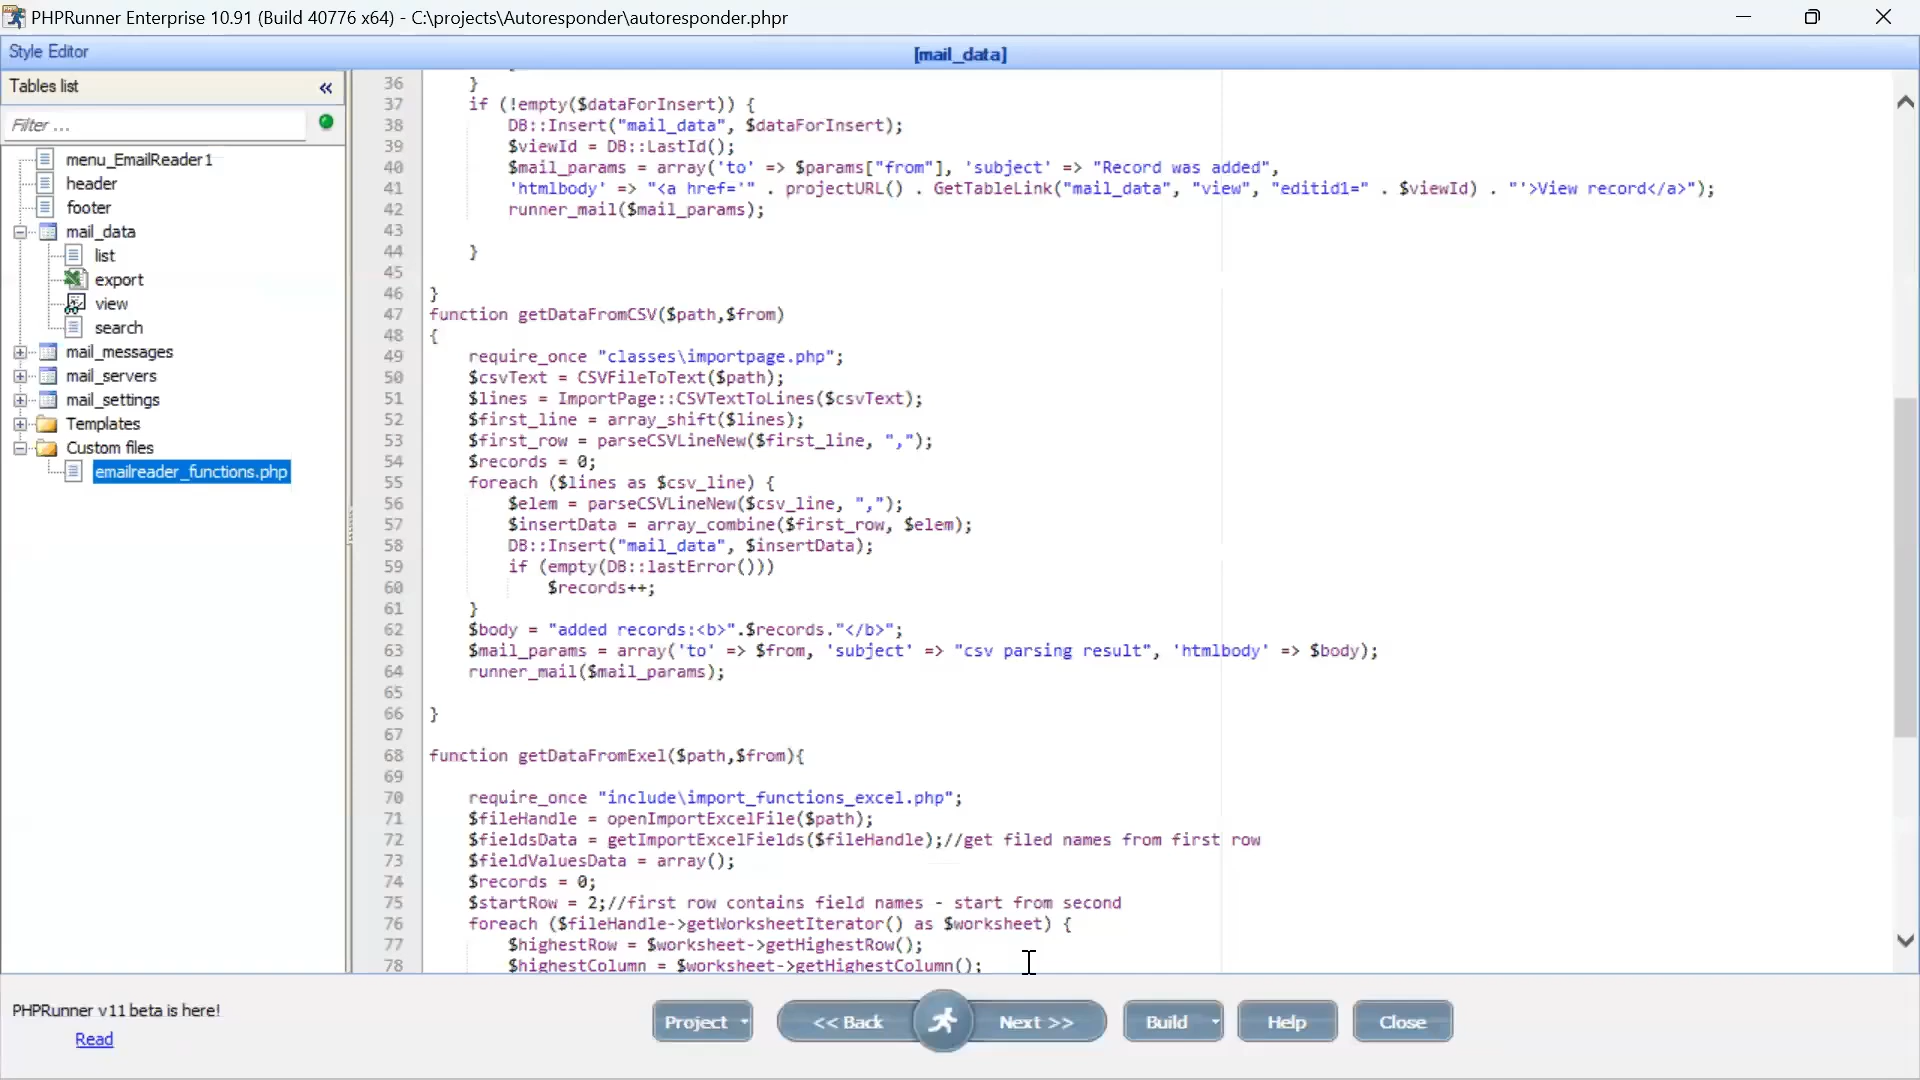 PHPRunner Enterprise 10.91 (Build 40776 x64) - C:\projects\Autoresponder\autoresponder.phpr
Style Editor
[mail_data]
Tables list
«
Filter ...
menu_EmailReader1
header
footer
mail_data
list
export
view
search
mail_messages
mail_servers
mail_settings
Templates
Custom files
emailreader_functions.php
36 }
37 if (!empty($dataForInsert)) {
38 DB::Insert("mail_data", $dataForInsert);
39 $viewId = DB::LastId();
40 $mail_params = array('to' => $params["from"], 'subject' => "Record was added",
41 'htmlbody' => "<a href='" . projectURL() . GetTableLink("mail_data", "view", "editid1=" . $viewId) . "'>View record</a>");
42 runner_mail($mail_params);
43
44 }
45
46 }
47 function getDataFromCSV($path,$from)
48 {
49 require_once "classes\importpage.php";
50 $csvText = CSVFileToText($path);
51 $lines = ImportPage::CSVTextToLines($csvText);
52 $first_line = array_shift($lines);
53 $first_row = parseCSVLineNew($first_line, ",");
54 $records = 0;
55 foreach ($lines as $csv_line) {
56 $elem = parseCSVLineNew($csv_line, ",");
57 $insertData = array_combine($first_row, $elem);
58 DB::Insert("mail_data", $insertData);
59 if (empty(DB::lastError()))
60 $records++;
61 }
62 $body = "added records:<b>".$records."</b>";
63 $mail_params = array('to' => $from, 'subject' => "csv parsing result", 'htmlbody' => $body);
64 runner_mail($mail_params);
65
66 }
67
68 function getDataFromExel($path,$from){
69
70 require_once "include\import_functions_excel.php";
71 $fileHandle = openImportExcelFile($path);
72 $fieldsData = getImportExcelFields($fileHandle);//get filed names from first row
73 $fieldValuesData = array();
74 $records = 0;
75 $startRow = 2;//first row contains field names - start from second
76 foreach ($fileHandle->getWorksheetIterator() as $worksheet) {
77 $highestRow = $worksheet->getHighestRow();
78 $highestColumn = $worksheet->getHighestColumn();
PHPRunner v11 beta is here!
Read
Project
<< Back
Next >>
Build
Help
Close